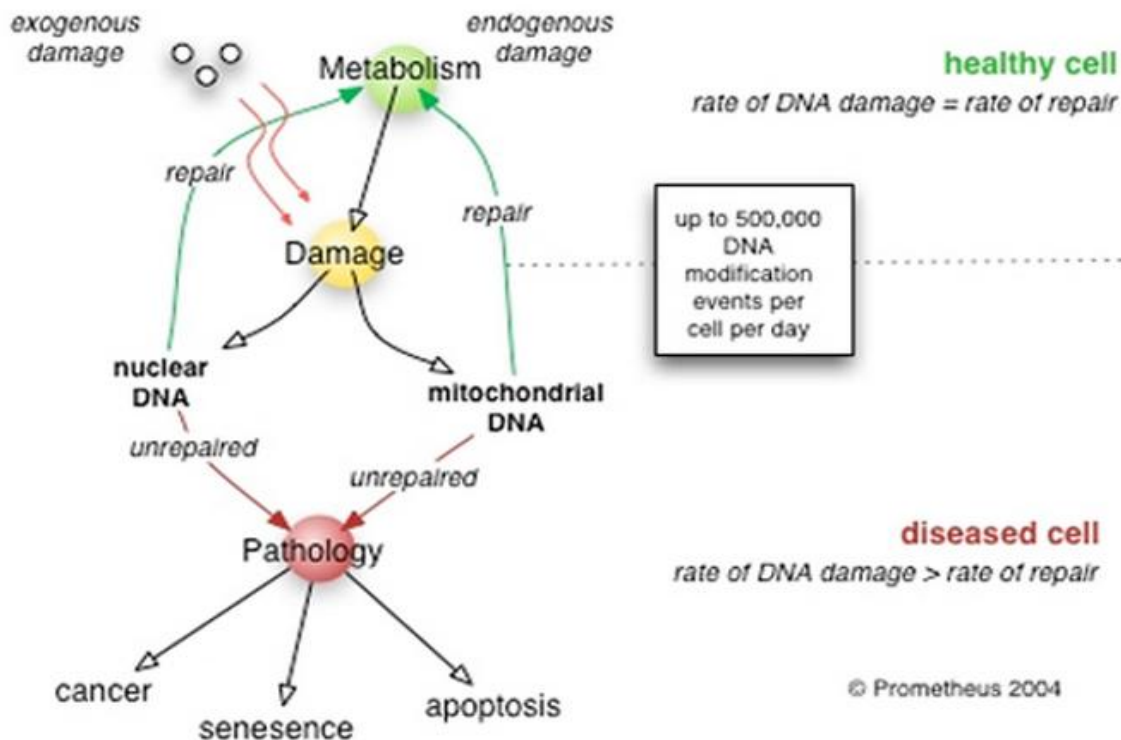 exogenous
damage
endogenous
damage
Metabolism
healthy cell
rate of DNA damage = rate of repair
repair
repair
up to 500,000
DNA
modification
events per
cell per day
Damage
nuclear
DNA
mitochondrial
DNA
unrepaired
unrepaired
Pathology
diseased cell
rate of DNA damage > rate of repair
cancer
senesence
apoptosis
© Prometheus 2004